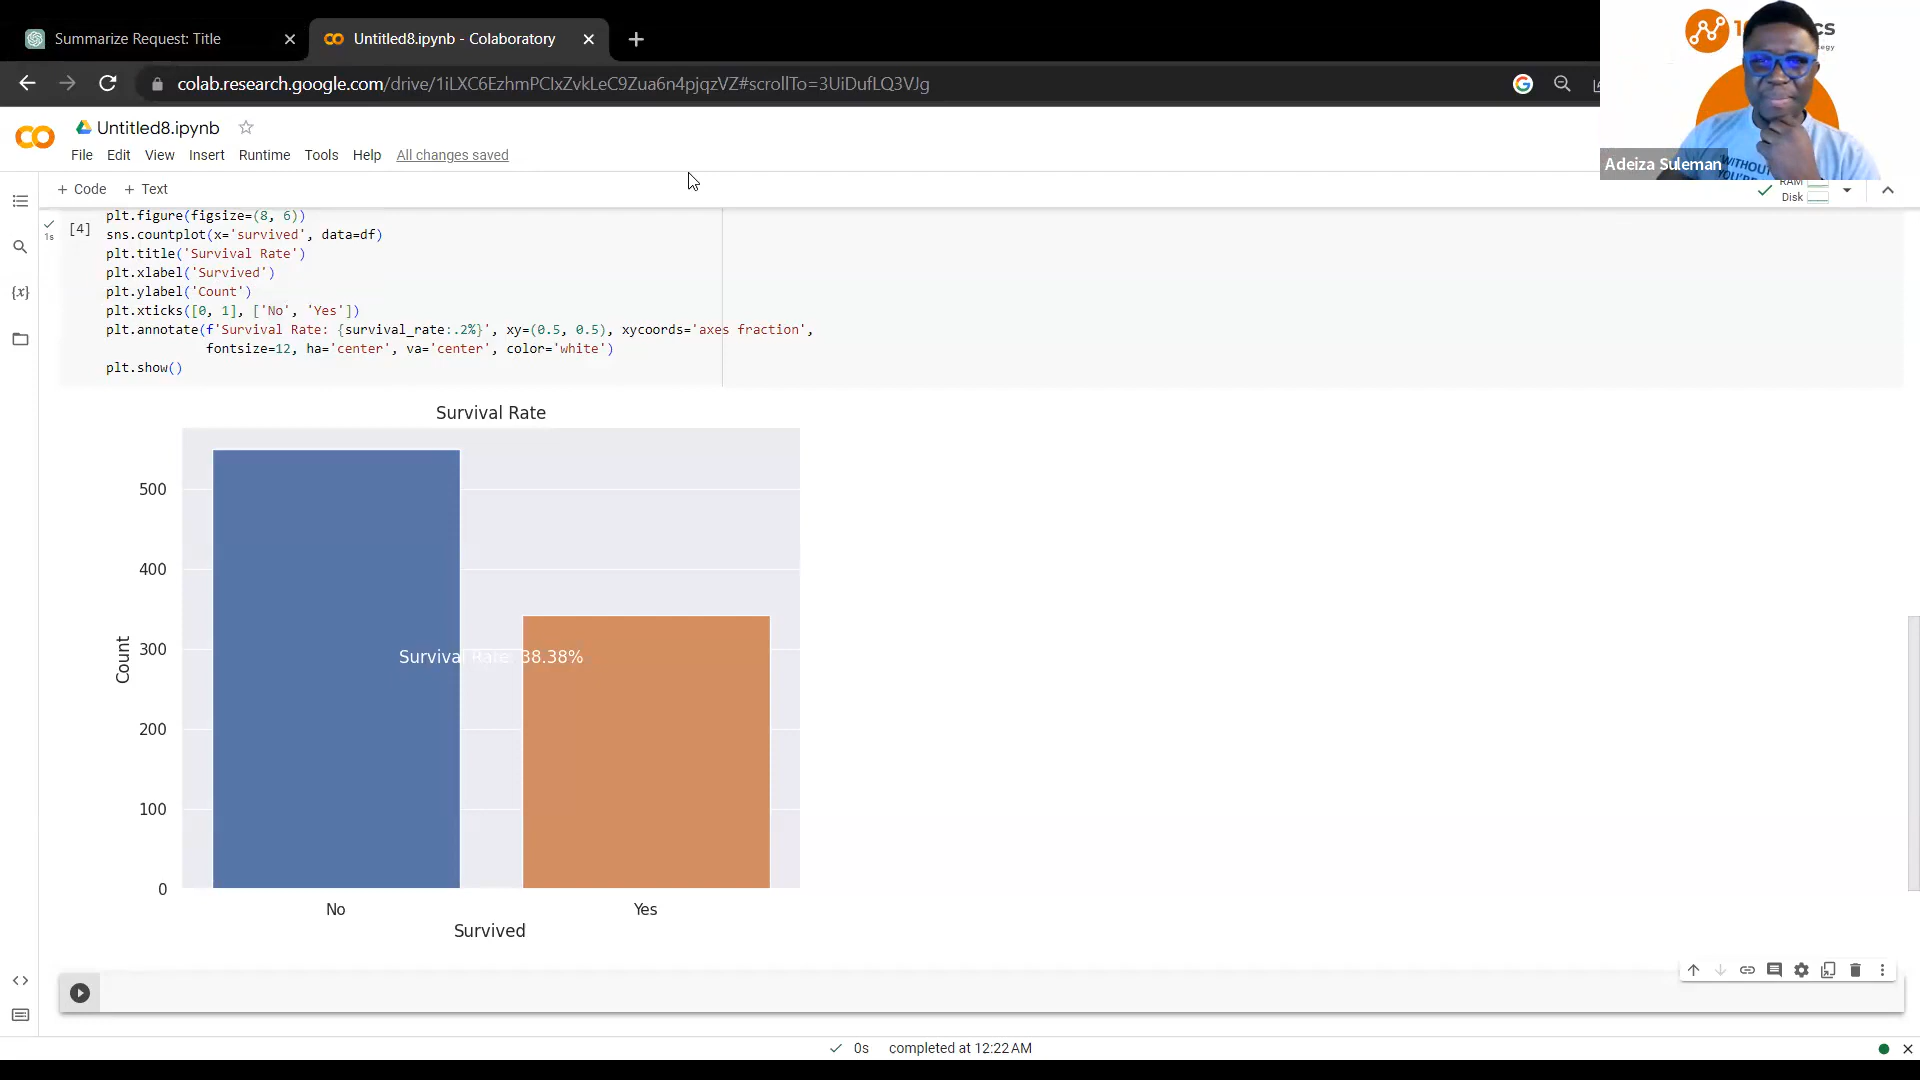 Summarize Request: Title
Untitled8.ipynb - Colaboratory
colab.research.google.com/drive/1iLXC6EzhmPCIxZvkLeC9Zua6n4pjqzVZ#scrollTo=3UiDufLQ3VJg
Untitled8.ipynb
File Edit View Insert Runtime Tools Help All changes saved
Adeiza Suleman
+ Code + Text
RAM
Disk
[4]
1s
plt.figure(figsize=(8, 6))
sns.countplot(x='survived', data=df)
plt.title('Survival Rate')
plt.xlabel('Survived')
plt.ylabel('Count')
plt.xticks([0, 1], ['No', 'Yes'])
plt.annotate(f'Survival Rate: {survival_rate:.2%}', xy=(0.5, 0.5), xycoords='axes fraction',
fontsize=12, ha='center', va='center', color='white')
plt.show()
Survival Rate
500
400
300
200
100
0
Count
Survival Rate: 38.38%
No
Yes
Survived
0s completed at 12:22 AM
WITHOUT